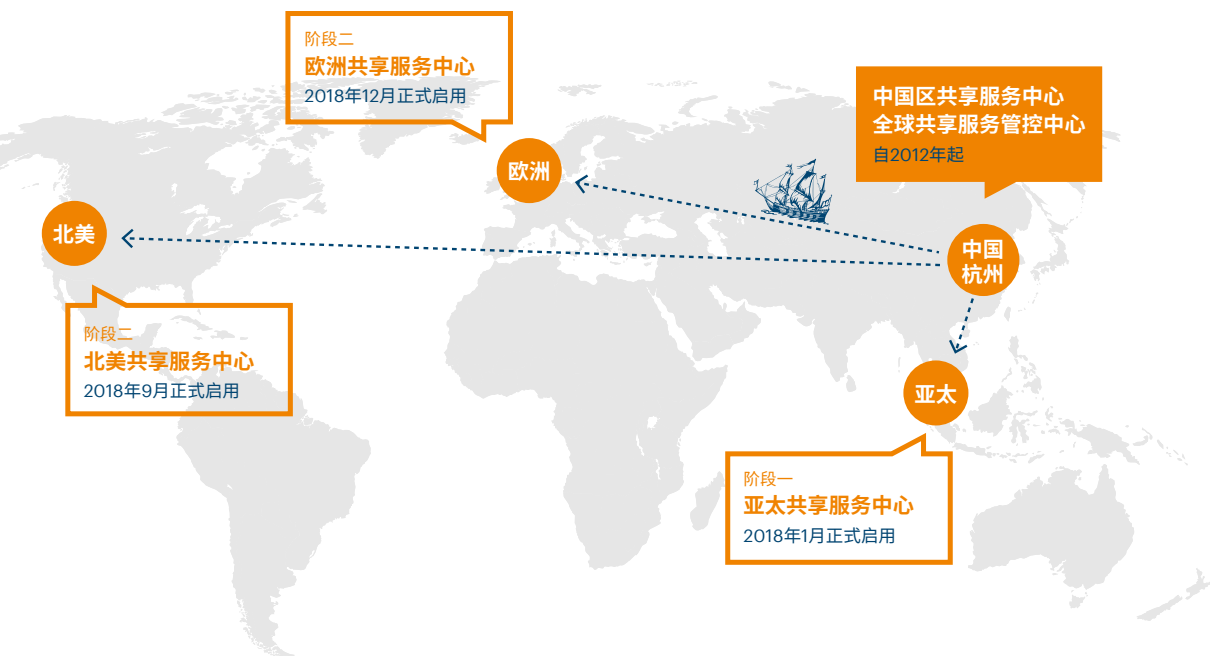 阶段二
欧洲共享服务中心
2018年12月正式启用
中国区共享服务中心
全球共享服务管控中心
自2012年起
欧洲
北美
中国
杭州
阶段二
北美共享服务中心
2018年9月正式启用
亚太
阶段一
亚太共享服务中心
2018年1月正式启用